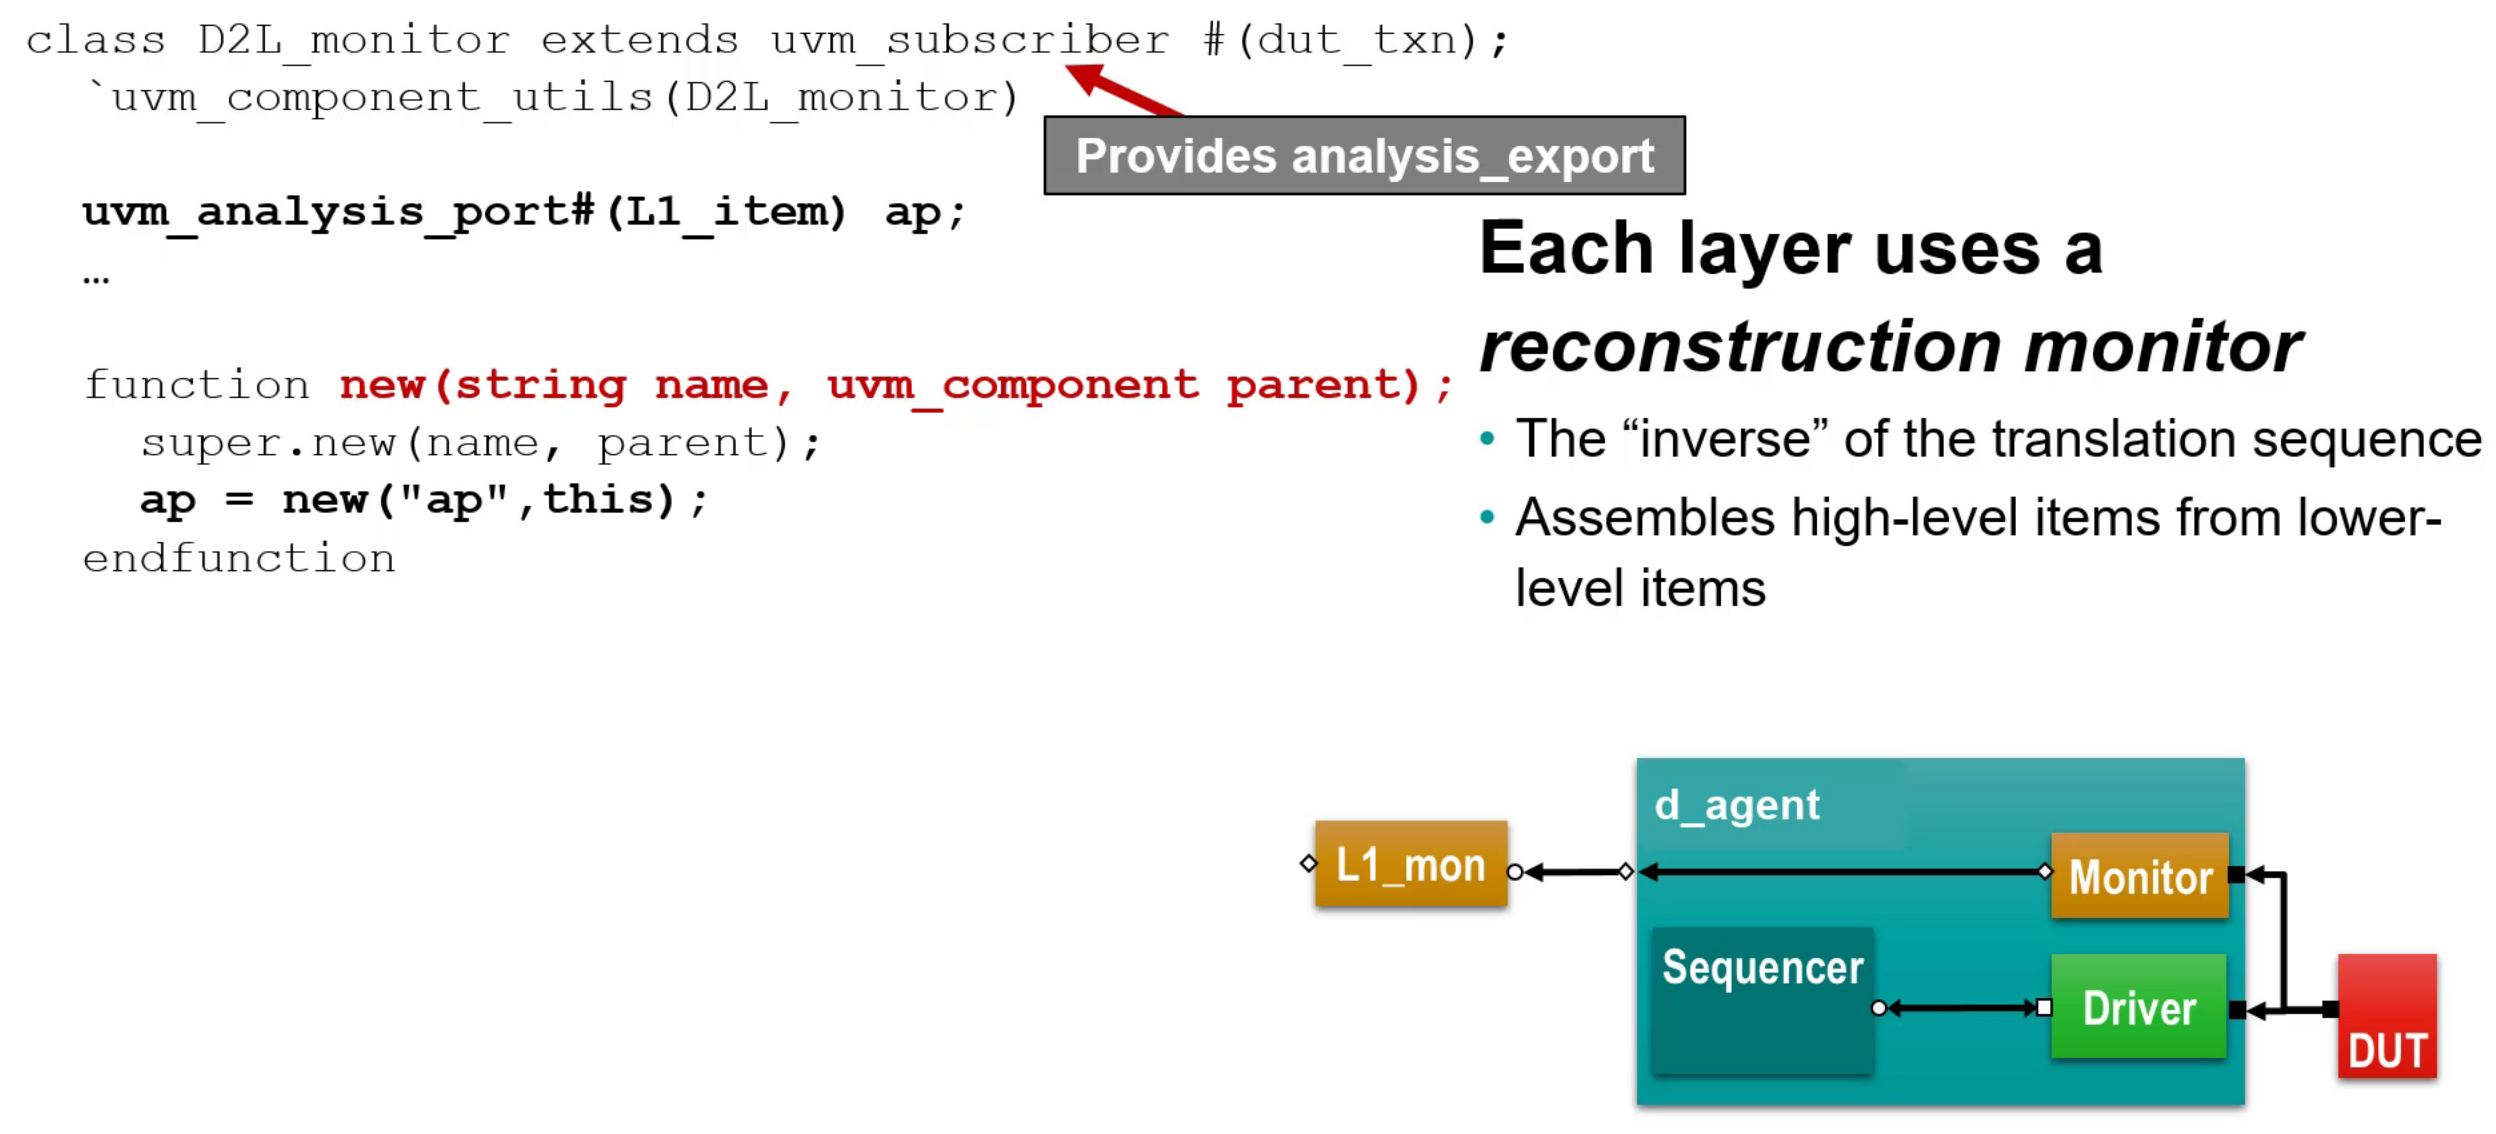 class D2L_monitor extends uvm_subscriber #(dut_txn);
`uvm_component_utils(D2L_monitor)
Provides analysis_export
uvm_analysis_port#(L1_item) ap;
…
function new(string name, uvm_component parent);
super.new(name, parent);
ap = new("ap",this);
endfunction
Each layer uses a
reconstruction monitor
• The “inverse” of the translation sequence
• Assembles high-level items from lower-
level items
d_agent
L1_mon
Monitor
Sequencer
Driver
DUT